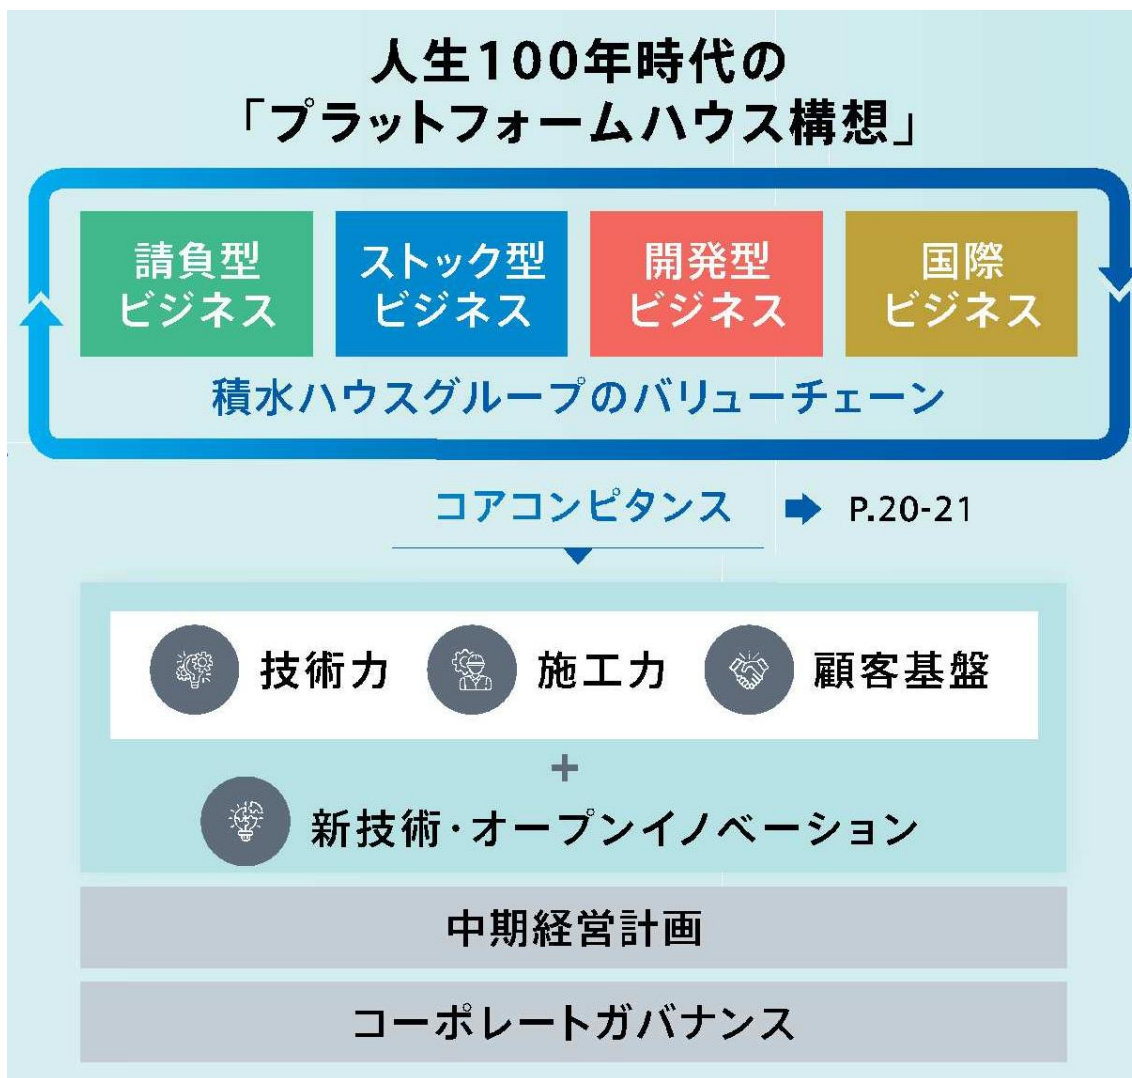 人生100年時代の
「プラットフォームハウス構想」
請負型
ビジネス
ストック型
ビジネス
開発型
ビジネス
国際
ビジネス
積水ハウスグループのバリューチェーン
コアコンピタンス
P.20-21
技術力
施工力
顧客基盤
+
新技術・オープンイノベーション
中期経営計画
コーポレートガバナンス